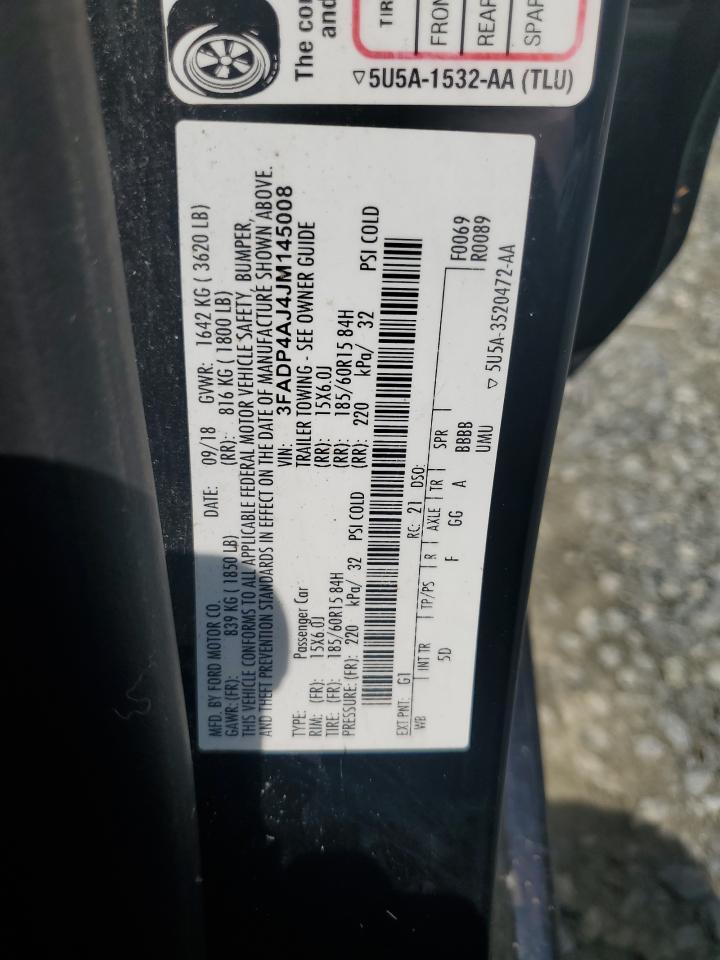 The co
and
TIR
FRON
REAR
SPAR
▽5U5A-1532-AA (TLU)
MFD. BY FORD MOTOR CO. DATE: 09/18 GVWR: 1642 KG ( 3620 LB)
GAWR:(FR): 839 KG ( 1850 LB) (RR): 816 KG ( 1800 LB)
THIS VEHICLE CONFORMS TO ALL APPLICABLE FEDERAL MOTOR VEHICLE SAFETY, BUMPER,
AND THEFT PREVENTION STANDARDS IN EFFECT ON THE DATE OF MANUFACTURE SHOWN ABOVE.
VIN: 3FADP4AJ4JM145008
TYPE: Passenger Car TRAILER TOWING - SEE OWNER GUIDE
RIM: (FR): 15X6.0J (RR): 15X6.0J
TIRE: (FR): 185/60R15 84H (RR): 185/60R15 84H
PRESSURE: (FR): 220 kPa/ 32 PSI COLD (RR): 220 kPa/ 32 PSI COLD
EXT PNT: G1 RC: 21 DSO: F0069
WB INT TR TP/PS R AXLE TR SPR R0089
5D F GG A BBBB
UMU ▽ 5U5A-3520472-AA